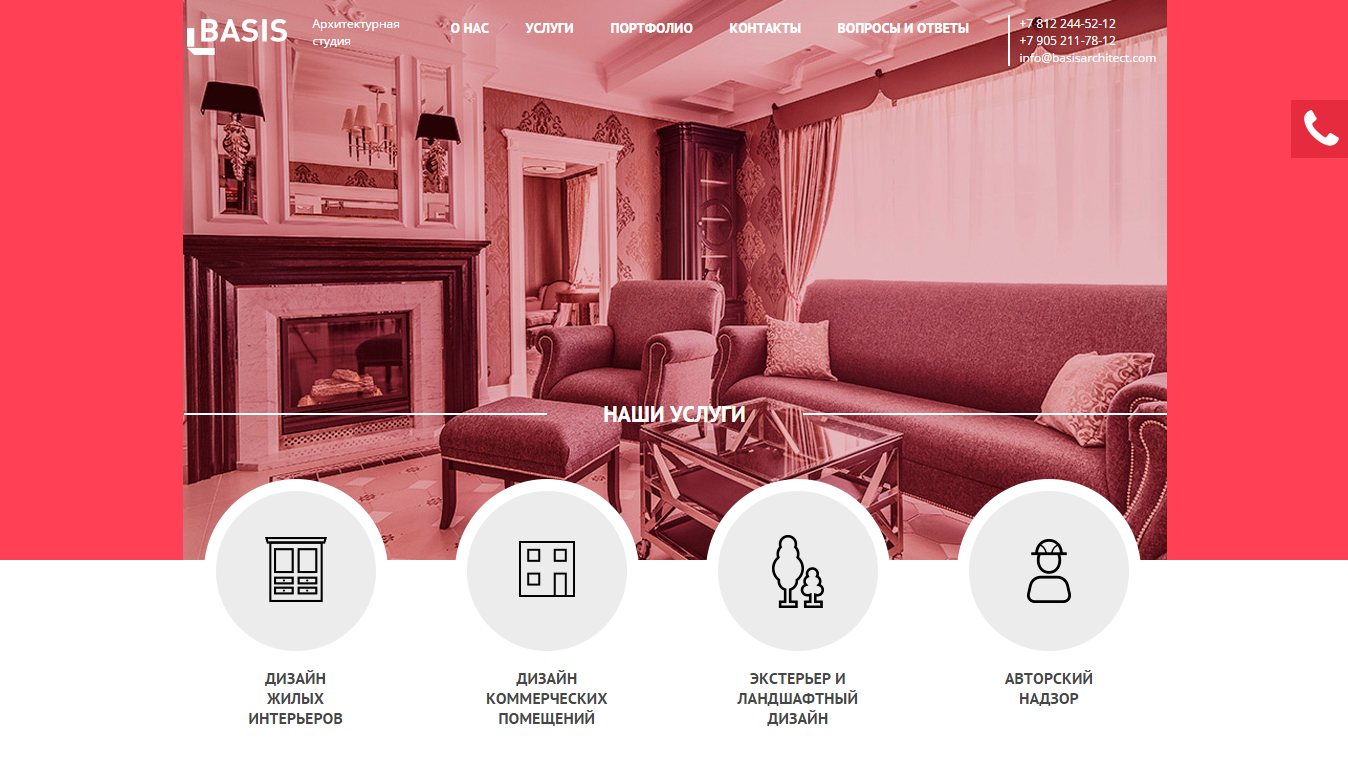 BASIS
Архитектурная
студия
О НАС УСЛУГИ ПОРТФОЛИО КОНТАКТЫ ВОПРОСЫ И ОТВЕТЫ
+7 812 244-52-12
+7 905 211-78-12
info@basisarchitect.com
НАШИ УСЛУГИ
ДИЗАЙН
ЖИЛЫХ
ИНТЕРЬЕРОВ
ДИЗАЙН
КОММЕРЧЕСКИХ
ПОМЕЩЕНИЙ
ЭКСТЕРЬЕР И
ЛАНДШАФТНЫЙ
ДИЗАЙН
АВТОРСКИЙ
НАДЗОР